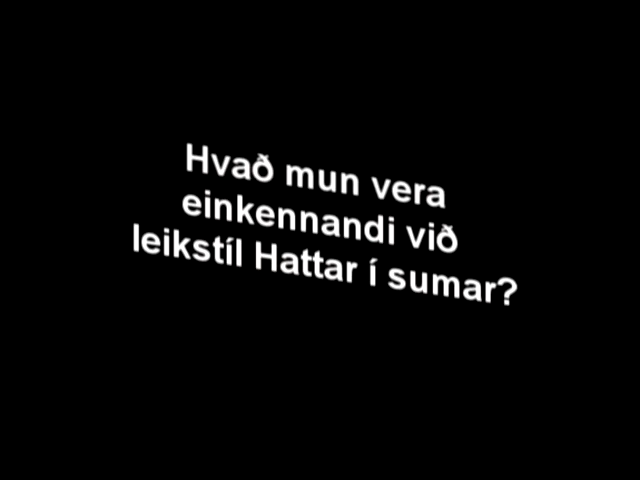 Hvað mun vera
einkennandi við
leikstíl Hattar í sumar?